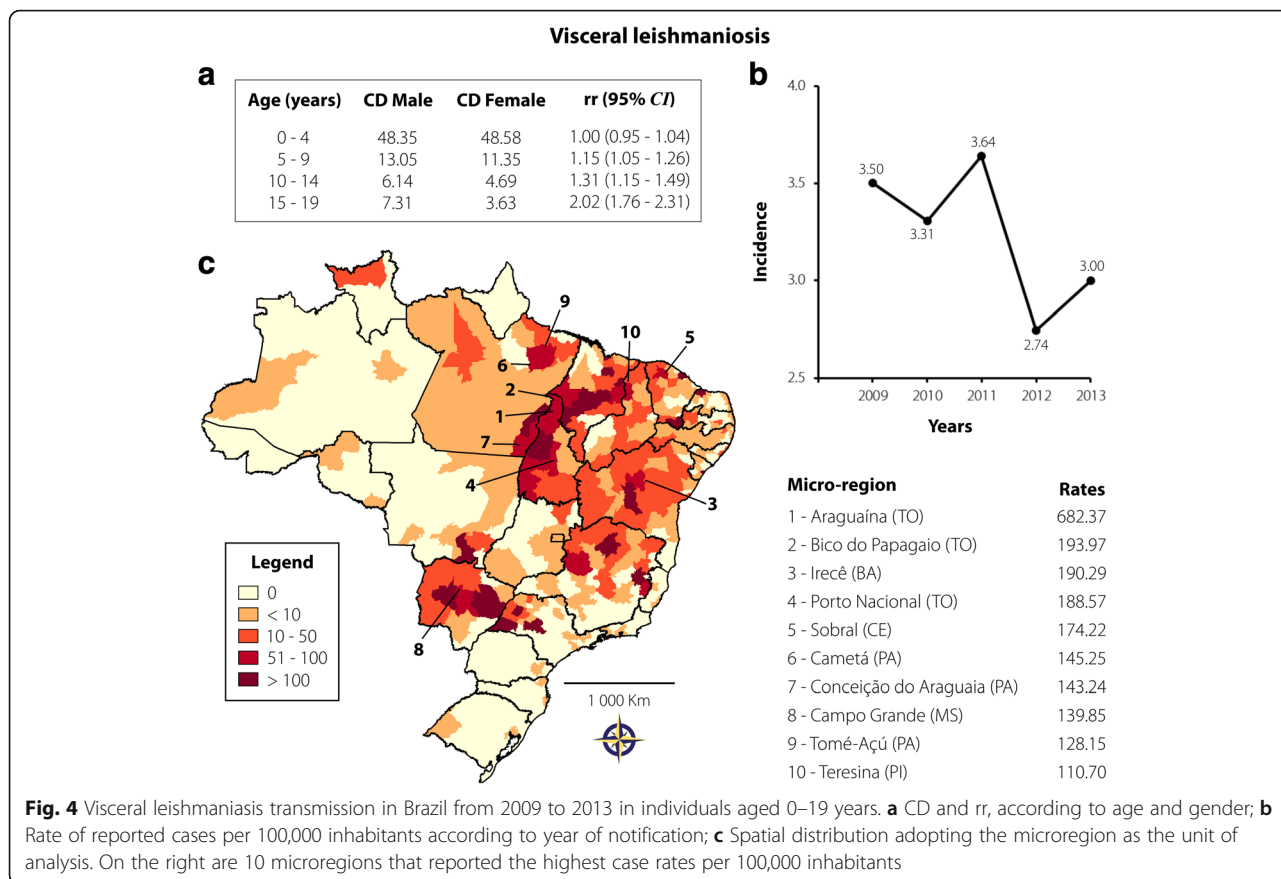 Visceral leishmaniosis
a
Age (years) CD Male CD Female rr (95% CI)
0 - 4 48.35 48.58 1.00 (0.95 - 1.04)
5 - 9 13.05 11.35 1.15 (1.05 - 1.26)
10 - 14 6.14 4.69 1.31 (1.15 - 1.49)
15 - 19 7.31 3.63 2.02 (1.76 - 2.31)
b
4.0
3.5
3.0
2.5
Incidence
3.50
3.31
3.64
2.74
3.00
2009 2010 2011 2012 2013
Years
c
9
10
5
6
2
1
7
4
3
8
Legend
0
< 10
10 - 50
51 - 100
> 100
1 000 Km
Micro-region Rates
1 - Araguaína (TO) 682.37
2 - Bico do Papagaio (TO) 193.97
3 - Irecê (BA) 190.29
4 - Porto Nacional (TO) 188.57
5 - Sobral (CE) 174.22
6 - Cametá (PA) 145.25
7 - Conceição do Araguaia (PA) 143.24
8 - Campo Grande (MS) 139.85
9 - Tomé-Açú (PA) 128.15
10 - Teresina (PI) 110.70
Fig. 4 Visceral leishmaniasis transmission in Brazil from 2009 to 2013 in individuals aged 0–19 years. a CD and rr, according to age and gender; b
Rate of reported cases per 100,000 inhabitants according to year of notification; c Spatial distribution adopting the microregion as the unit of
analysis. On the right are 10 microregions that reported the highest case rates per 100,000 inhabitants